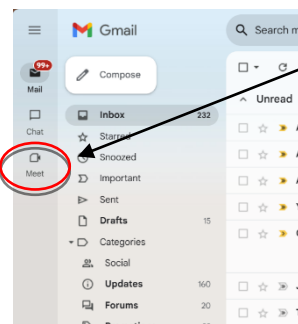 Gmail
Search m
99+
Mail
Compose
Unread
Inbox 232
Chat
Starred
Snoozed
Meet
Important
Sent
Drafts 15
Categories
Social
Updates 160
Forums 20